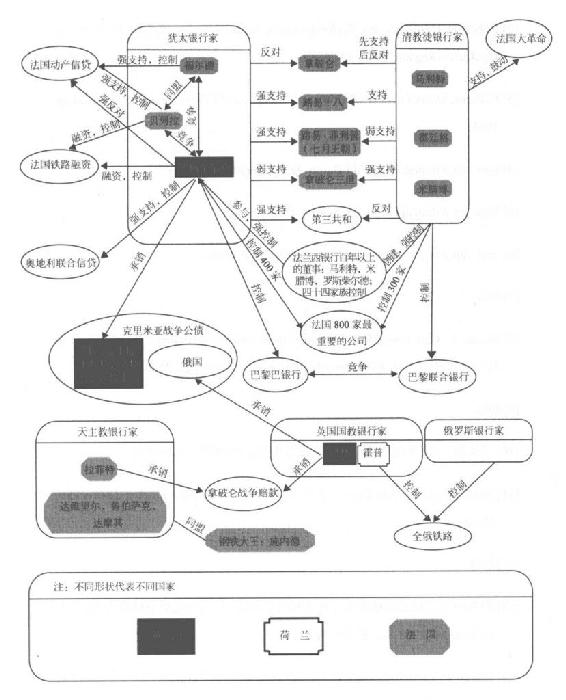 犹太银行家
清教徒银行家
法国大革命
法国动产信贷
强支持，控制
福尔德
反对
拿破仑
先支持
后反对
马利特
支持，鼓动
强支持，控制
同盟
竞争
强支持
路易十八
支持
强反对
贝列拉
融资，控制
竞争
强支持
路易·菲利普
（七月王朝）
弱支持
霍廷格
法国铁路融资
融资，控制
弱支持
拿破仑三世
强支持
米腊博
强支持，控制
参与，强控制
强支持
第三共和
反对
奥地利联合信贷
承销
控制400家
法兰西银行百年以上
的董事：马利特、米
腊博、罗斯柴尔德；
四十四家族控制
控制300家
控制
控制
克里米亚战争公债
俄国
法国800家最
重要的公司
巴黎巴银行
竞争
巴黎联合银行
承销
天主教银行家
英国国教银行家
俄罗斯银行家
拉菲特
承销
拿破仑战争赔款
承销
霍普
控制
控制
达维里尔、
达摩其
同盟
钢铁大王：施内德
全俄铁路
注：不同形状代表不同国家
荷 兰
法 国